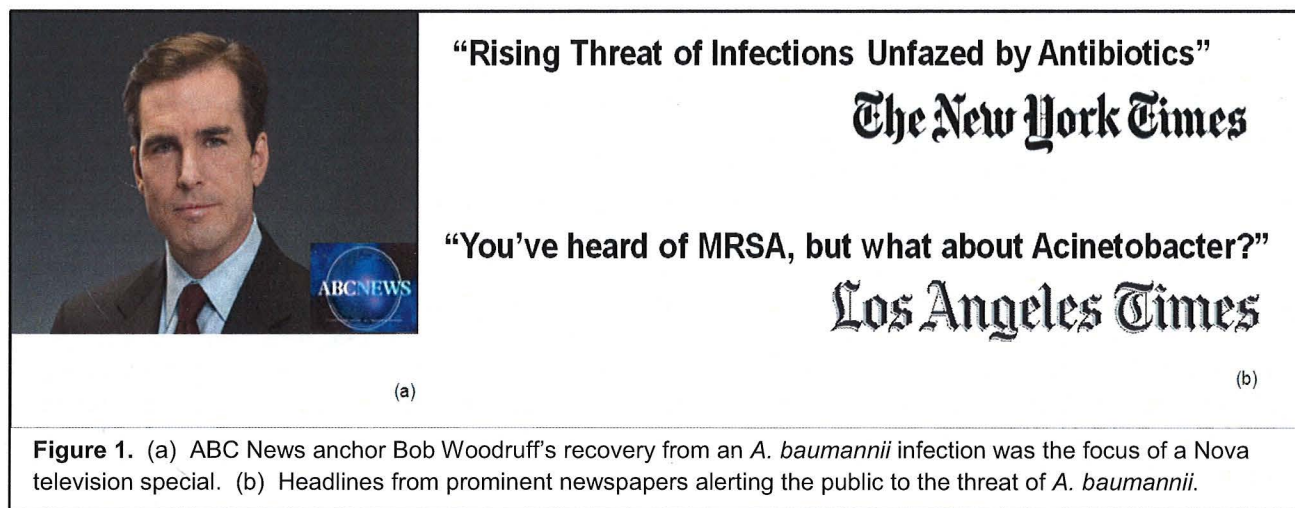 “Rising Threat of Infections Unfazed by Antibiotics”
The New York Times
“You’ve heard of MRSA, but what about Acinetobacter?”
Los Angeles Times
ABCNEWS
(a)
(b)
Figure 1. (a) ABC News anchor Bob Woodruff’s recovery from an A. baumannii infection was the focus of a Nova
television special. (b) Headlines from prominent newspapers alerting the public to the threat of A. baumannii.